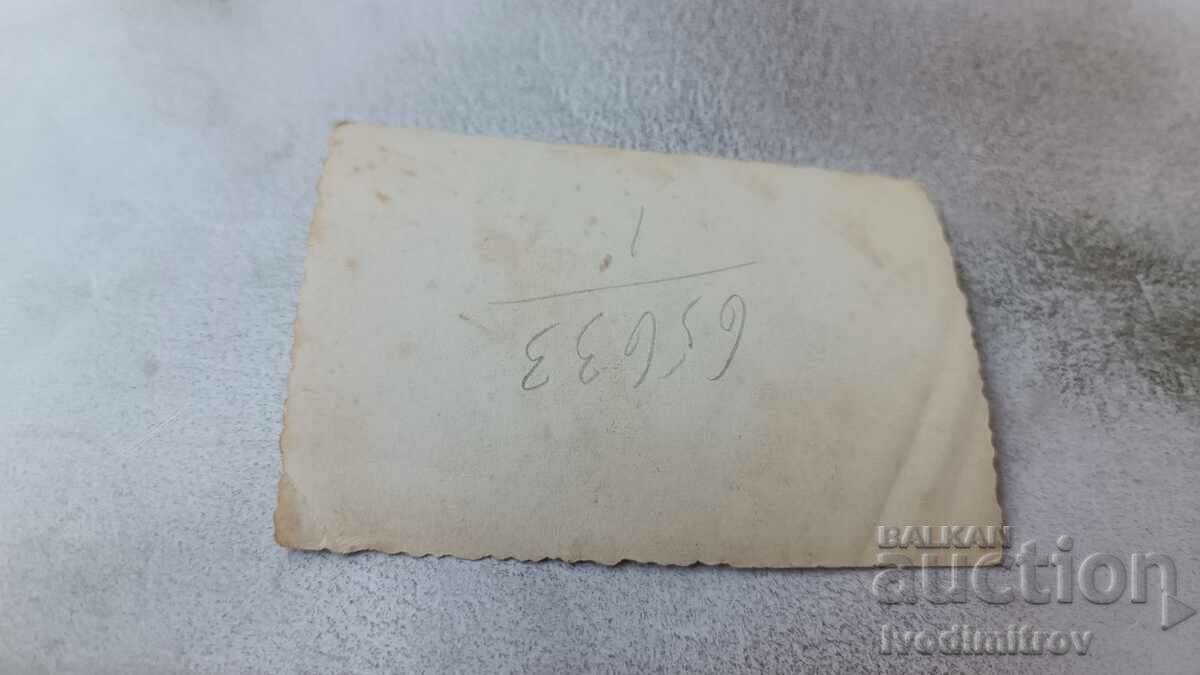 65633
1
BALKAN
auction
Ivodimitrov